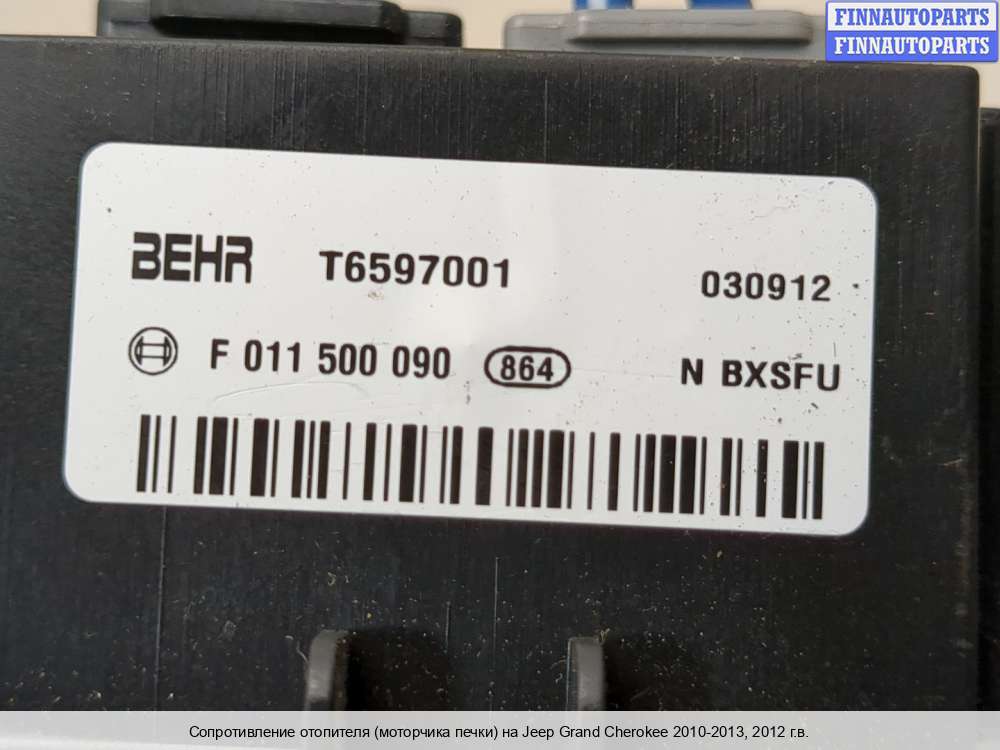 FINNAUTOPARTS
FINNAUTOPARTS
BEHR T6597001 030912
F 011 500 090 864 N BXSFU
Сопротивление отопителя (моторчика печки) на Jeep Grand Cherokee 2010-2013, 2012 г.в.